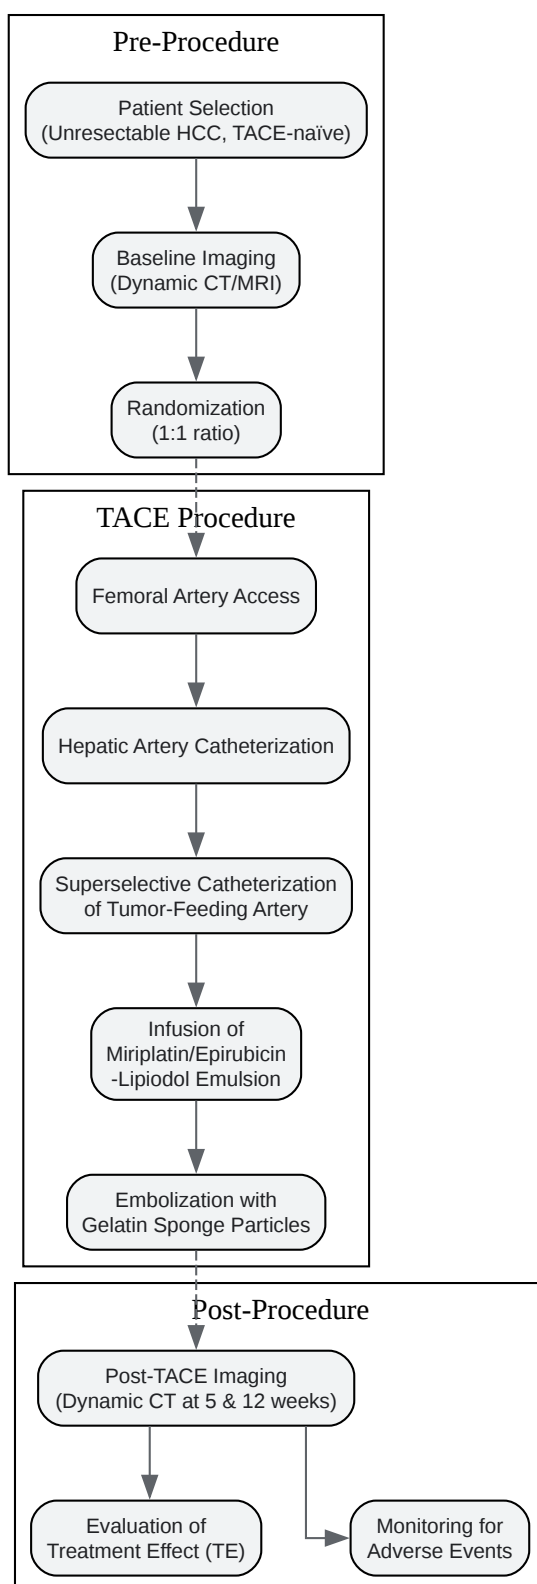 Pre-Procedure
Patient Selection
(Unresectable HCC, TACE-naïve)
Baseline Imaging
(Dynamic CT/MRI)
Randomization
(1:1 ratio)
TACE Procedure
Femoral Artery Access
Hepatic Artery Catheterization
Superselective Catheterization
of Tumor-Feeding Artery
Infusion of
Miriplatin/Epirubicin
-Lipiodol Emulsion
Embolization with
Gelatin Sponge Particles
Post-Procedure
Post-TACE Imaging
(Dynamic CT at 5 & 12 weeks)
Evaluation of
Treatment Effect (TE)
Monitoring for
Adverse Events